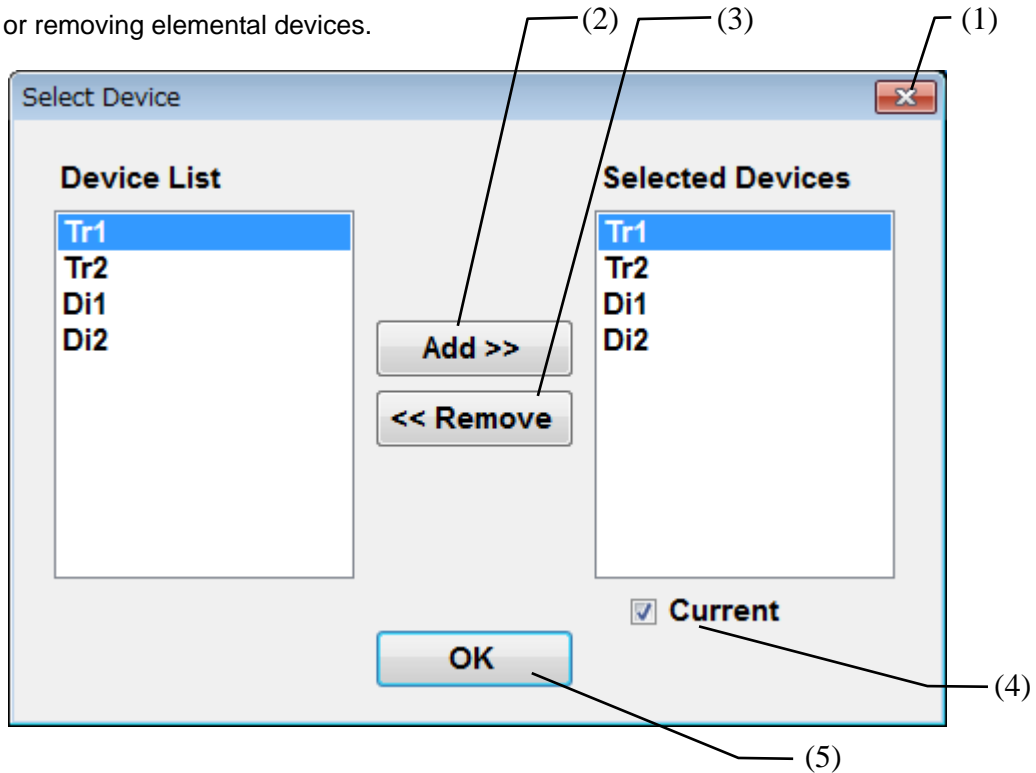 (2)
(3)
(1)
or removing elemental devices.
Select Device
Device List
Selected Devices
Tr1
Tr2
Di1
Di2
Add >>
<< Remove
Tr1
Tr2
Di1
Di2
Current
OK
(4)
(5)